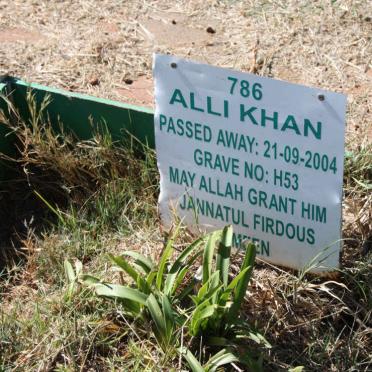 786
ALLI KHAN
PASSED AWAY: 21-09-2004
GRAVE NO: H53
MAY ALLAH GRANT HIM
JANNATUL FIRDOUS